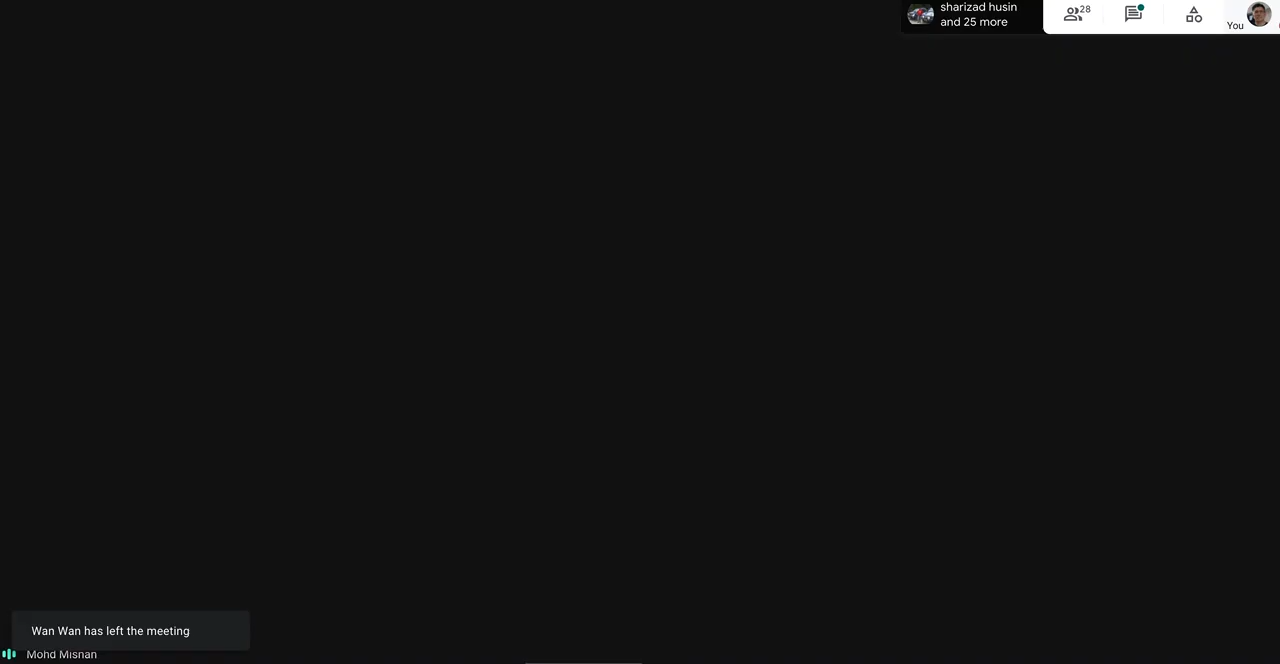 sharizad husin
and 25 more
28
You
Wan Wan has left the meeting
Mohd Misnan